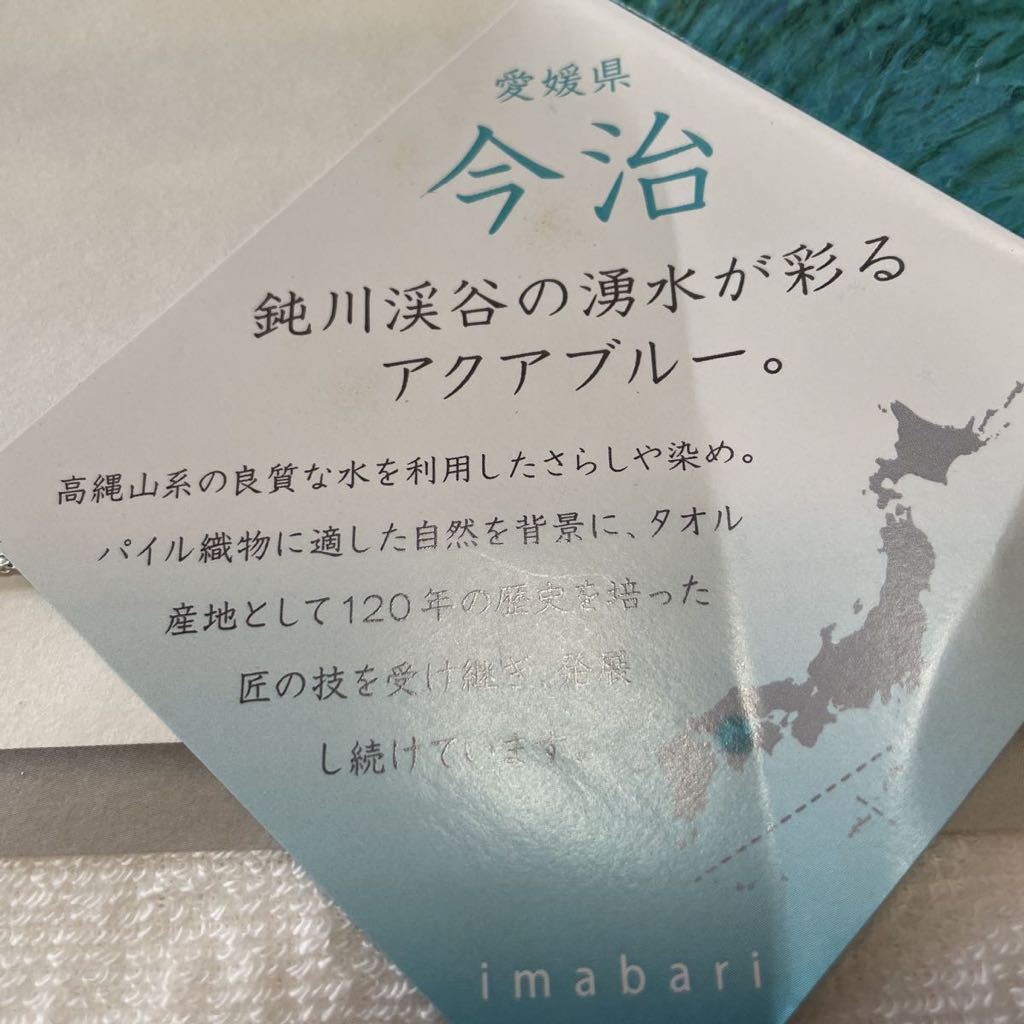 愛媛県
今治
鈍川渓谷の湧水が彩る
アクアブルー。
高縄山系の良質な水を利用したさらしや染め。
パイル織物に適した自然を背景に、タオル
産地として120年の歴史を培った
匠の技を受け継ぎ、発展
し続けています。
imabari